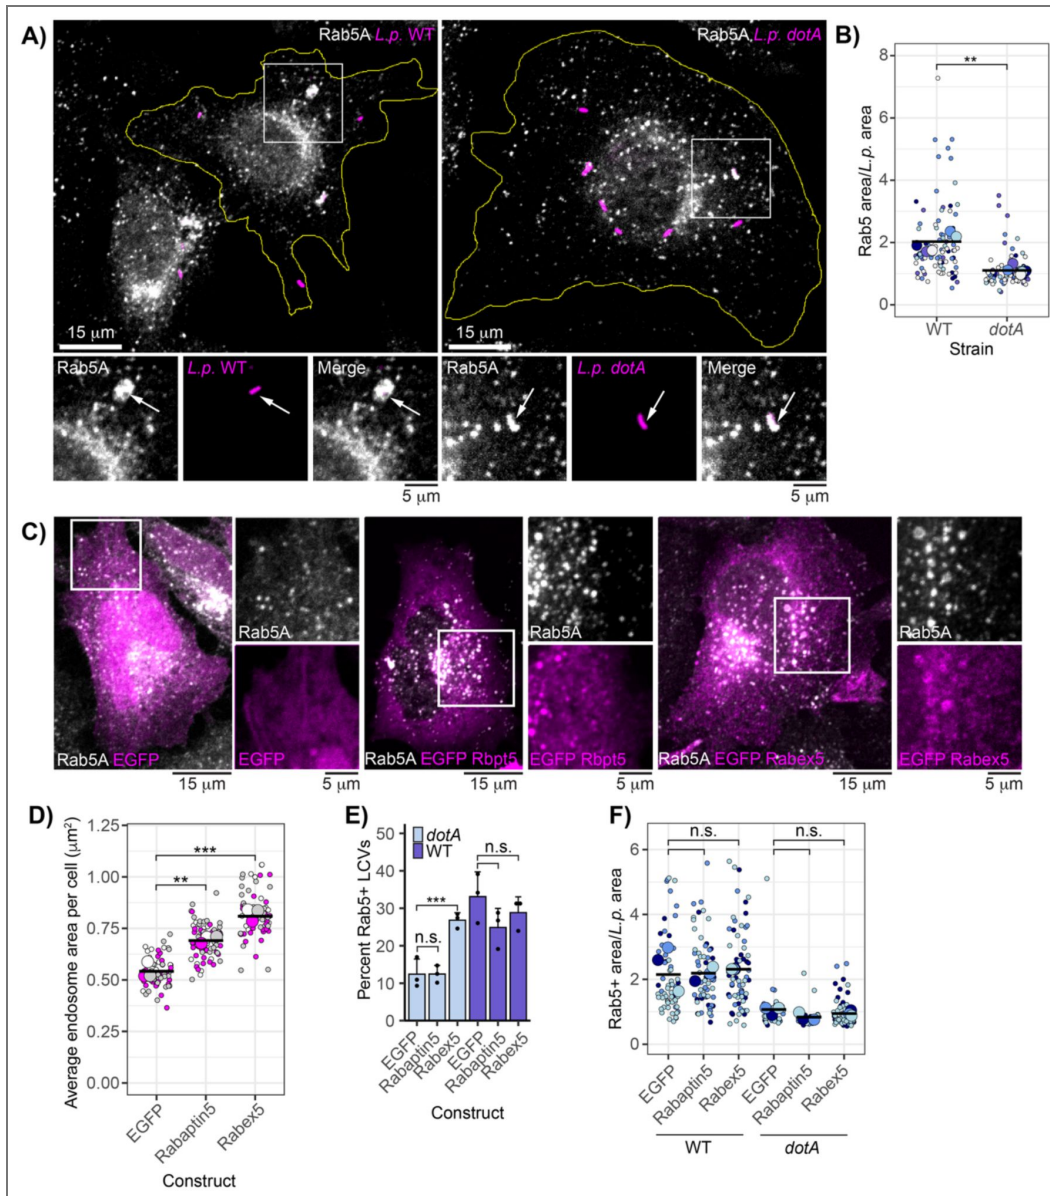 A)
Rab5A L.p. WT
15 μm
Rab5A L.p. dotA
15 μm
Rab5A
L.p. WT
Merge
5 μm
Rab5A
L.p. dotA
Merge
5 μm
B)
Rab5 area/L.p. area
8
6
4
2
0
**
WT
dotA
Strain
C)
Rab5A EGFP
15 μm
Rab5A
EGFP
5 μm
Rab5A EGFP Rbpt5
15 μm
Rab5A
EGFP Rbpt5
5 μm
Rab5A EGFP Rabex5
15 μm
Rab5A
EGFP Rabex5
5 μm
D)
Average endosome area per cell (μm²)
1.25
1.00
0.75
0.50
0.25
0.00
***
**
EGFP
Rabaptin5
Rabex5
Construct
E)
Percent Rab5+ LCVs
50
40
30
20
10
0
dotA
WT
n.s.
n.s.
***
n.s.
n.s.
EGFP
Rabaptin5
Rabex5
EGFP
Rabaptin5
Rabex5
Construct
F)
Rab5+ area/L.p. area
6
4
2
0
n.s.
n.s.
EGFP
Rabaptin5
Rabex5
EGFP
Rabaptin5
Rabex5
WT
dotA